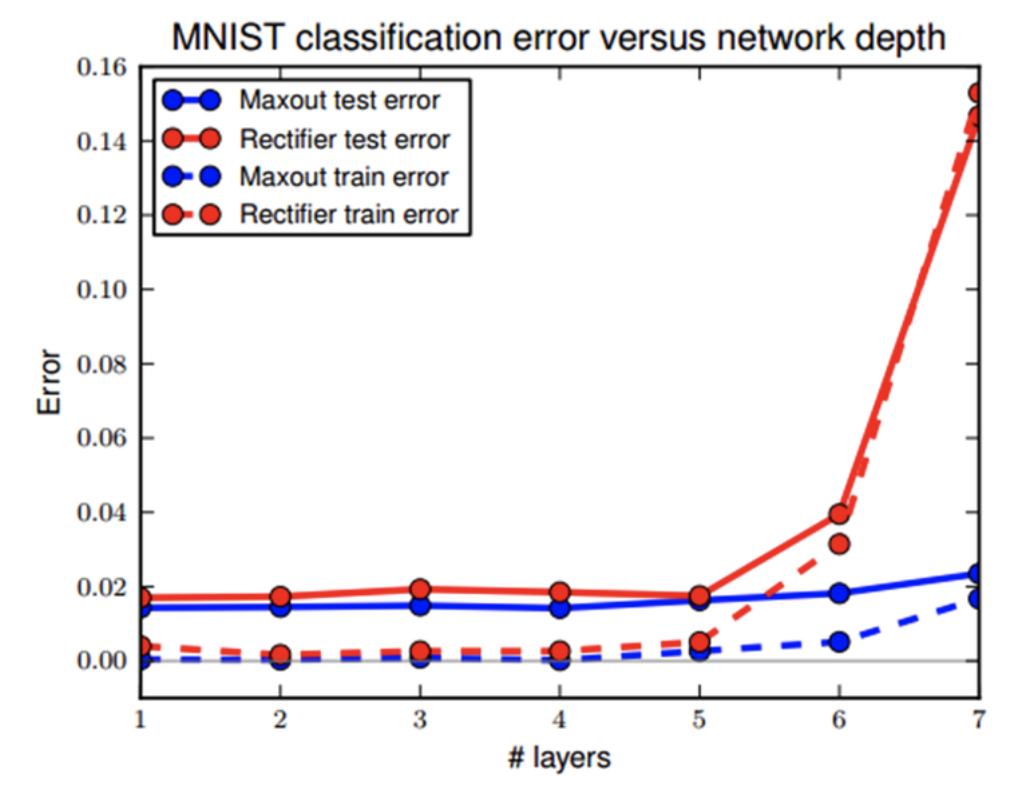 MNIST classification error versus network depth
Maxout test error
Rectifier test error
Maxout train error
Rectifier train error
0.16
0.14
0.12
0.10
0.08
0.06
0.04
0.02
0.00
Error
1 2 3 4 5 6 7
# layers